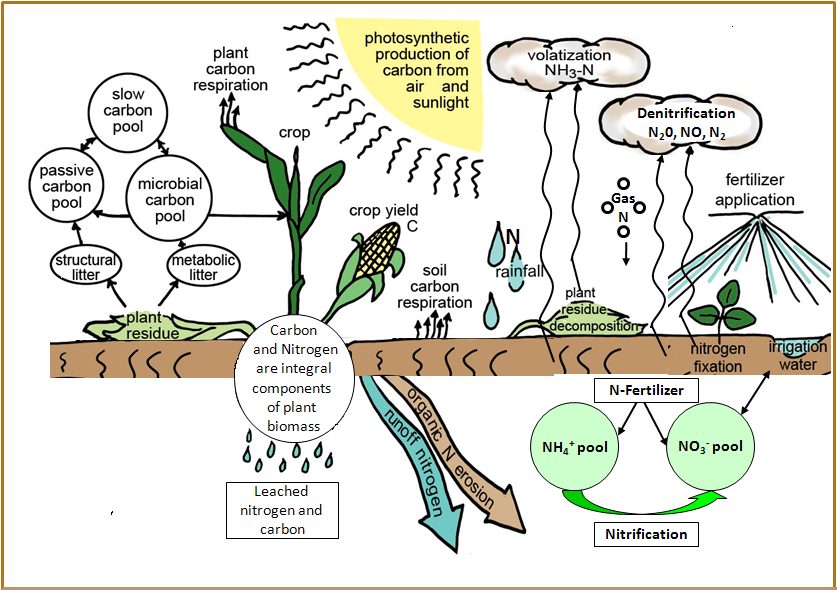 photosynthetic
production of
carbon from
air and
sunlight
plant
carbon
respiration
slow
carbon
pool
crop
passive
carbon
pool
microbial
carbon
pool
structural
litter
metabolic
litter
plant
residue
crop yield
C
soil
carbon
respiration
N
rainfall
volatization
NH3-N
Denitrification
N₂0, NO, N₂
Gas
N
fertilizer
application
plant
residue
decomposition
nitrogen
fixation
irrigation
water
Carbon
and Nitrogen
are integral
components
of plant
biomass
Leached
nitrogen and
carbon
runoff nitrogen
organic N erosion
N-Fertilizer
NH₄⁺ pool
NO₃⁻ pool
Nitrification